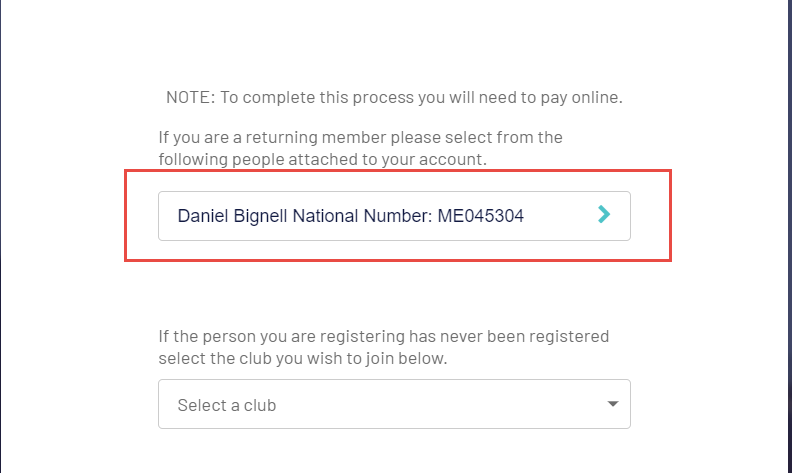 NOTE: To complete this process you will need to pay online.
If you are a returning member please select from the
following people attached to your account.
Daniel Bignell National Number: ME045304
If the person you are registering has never been registered
select the club you wish to join below.
Select a club